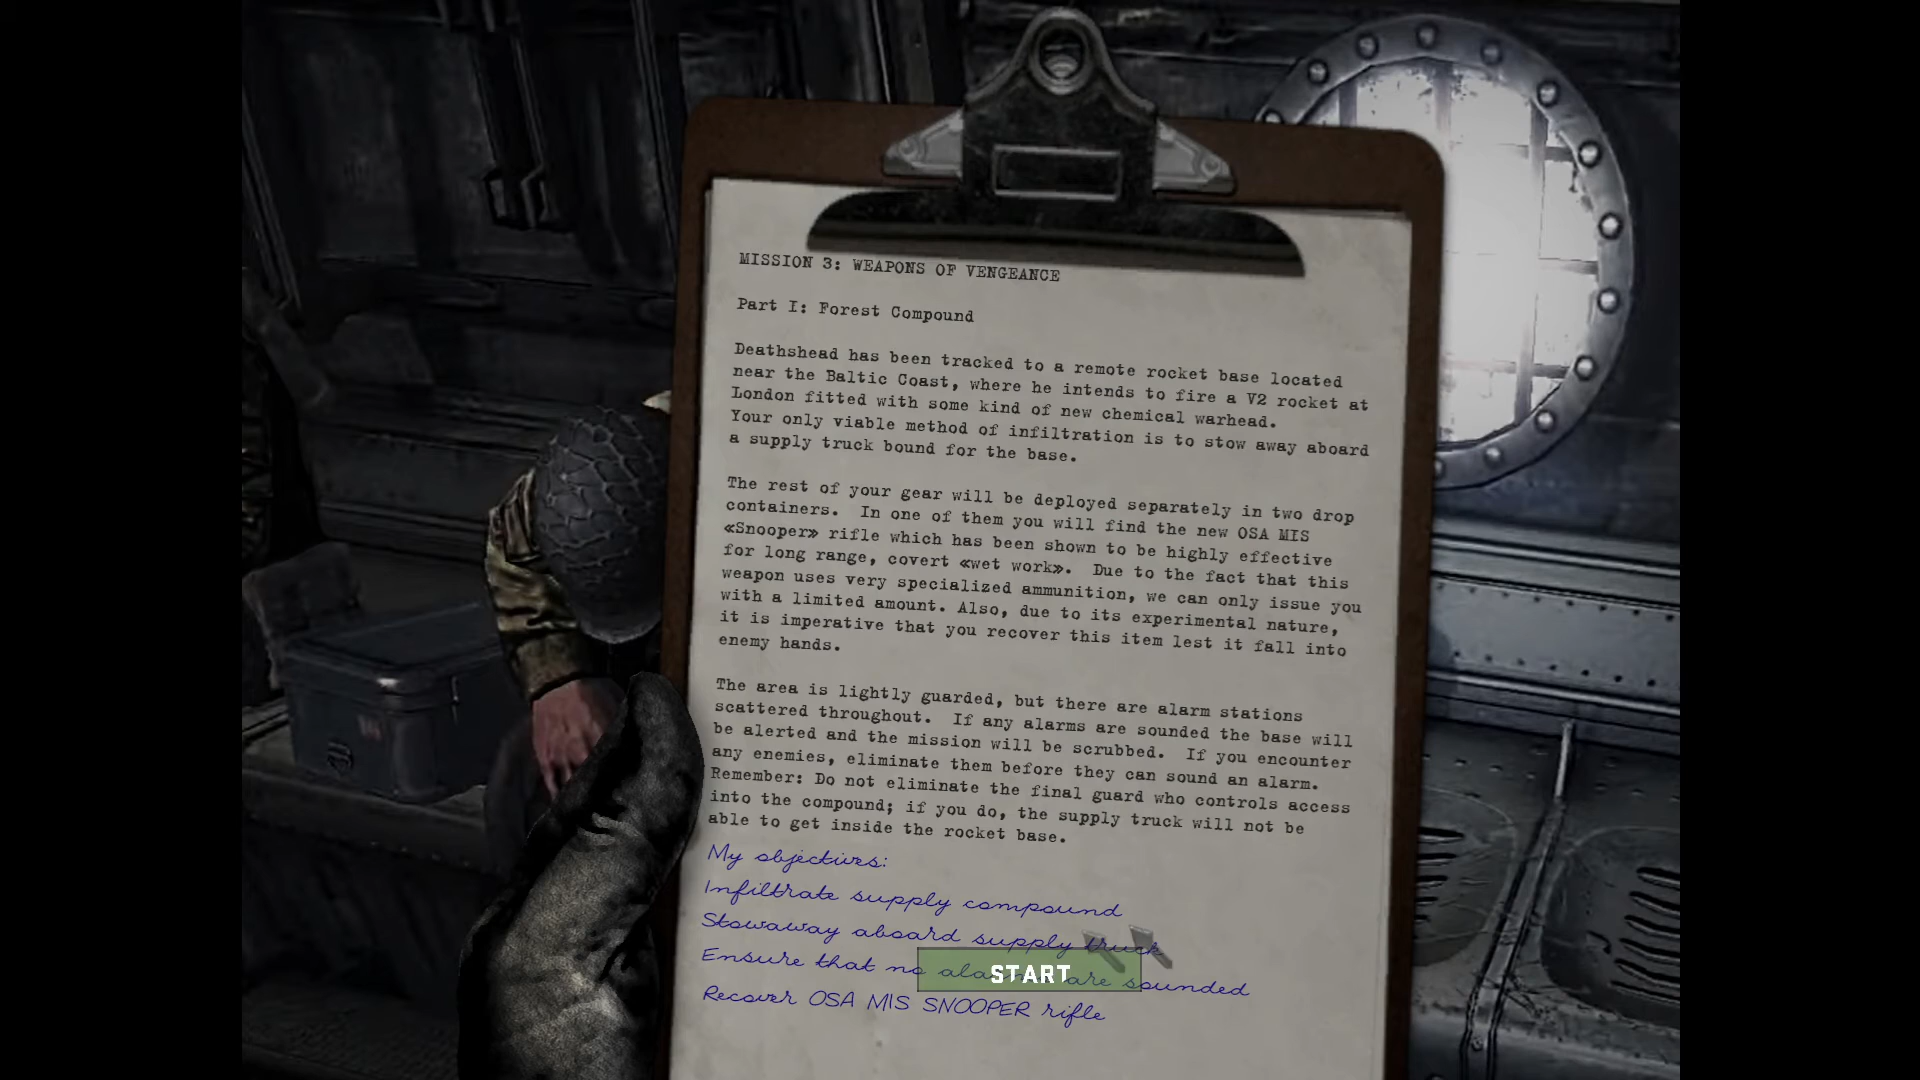 MISSION 3: WEAPONS OF VENGEANCE
Part I: Forest Compound
Deathshead has been tracked to a remote rocket base located
near the Baltic Coast, where he intends to fire a V2 rocket at
London fitted with some kind of new chemical warhead.
Your only viable method of infiltration is to stow away aboard
a supply truck bound for the base.
The rest of your gear will be deployed separately in two drop
containers. In one of them you will find the new OSA MIS
«Snooper» rifle which has been shown to be highly effective
for long range, covert «wet work». Due to the fact that this
weapon uses very specialized ammunition, we can only issue you
with a limited amount. Also, due to its experimental nature,
it is imperative that you recover this item lest it fall into
enemy hands.
The area is lightly guarded, but there are alarm stations
scattered throughout. If any alarms are sounded the base will
be alerted and the mission will be scrubbed. If you encounter
any enemies, eliminate them before they can sound an alarm.
Remember: Do not eliminate the final guard who controls access
into the compound; if you do, the supply truck will not be
able to get inside the rocket base.
My objectives:
Infiltrate supply compound
Stowaway aboard supply truck
Ensure that no alarms are sounded
START
Recover OSA MIS SNOOPER rifle